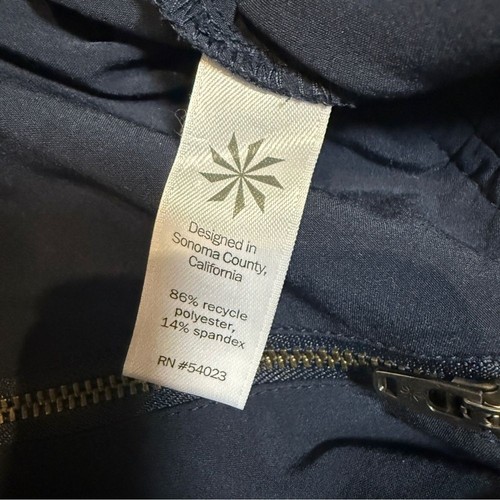 Designed in
Sonoma County,
California
86% recycle
polyester,
14% spandex
RN #54023